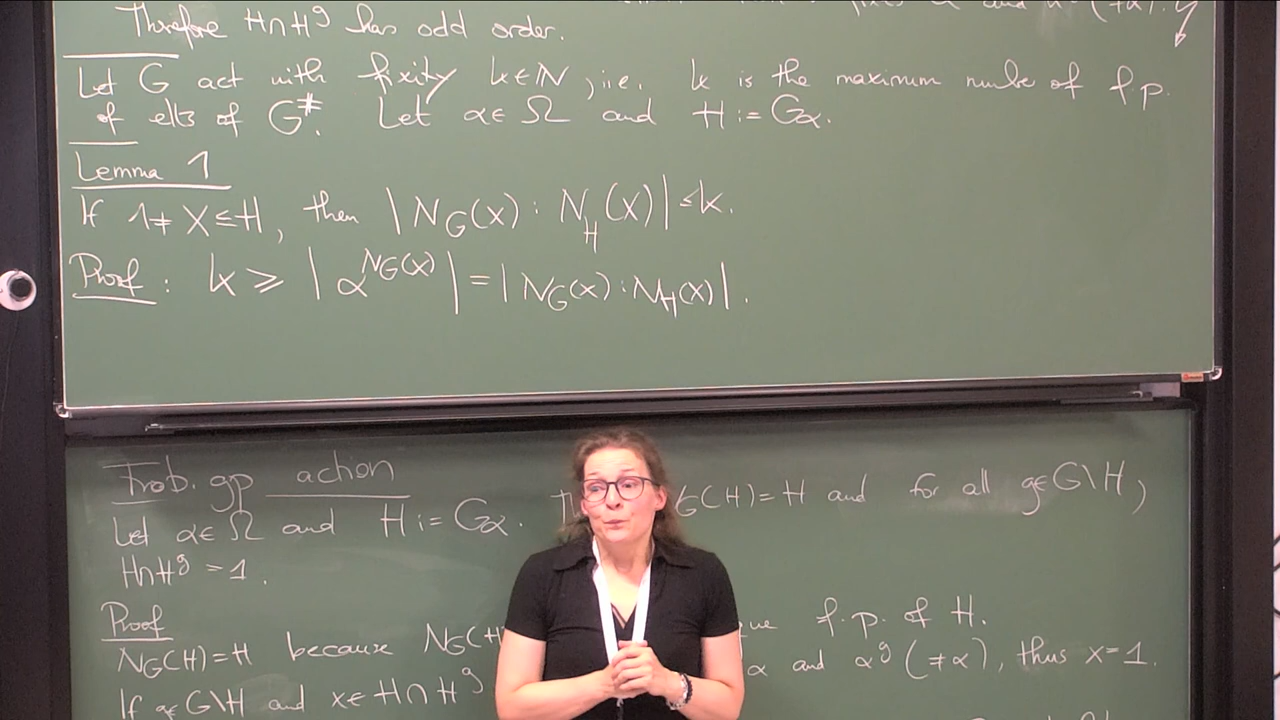 Therefore H∩H^g has odd order.
Let G act with fixity k∈ℕ, i.e. k is the maximum number of f.p.
of elts of G^#. Let α∈Ω and H := G_α.
Lemma 1
If 1≠X≤H, then |N_G(X) : N_H(X)| ≤ k.
Proof : k ≥ |α^{N_G(X)}| = |N_G(X) : N_H(X)|.
Frob. gp action
Let α∈Ω and H := G_α. G(H)=H and for all g∈G\H,
H∩H^g = 1.
Proof
N_G(H)=H because N_G(H f.p. of H.
If g∈G\H and x∈H∩H^g α and α^g (≠α), thus x=1.